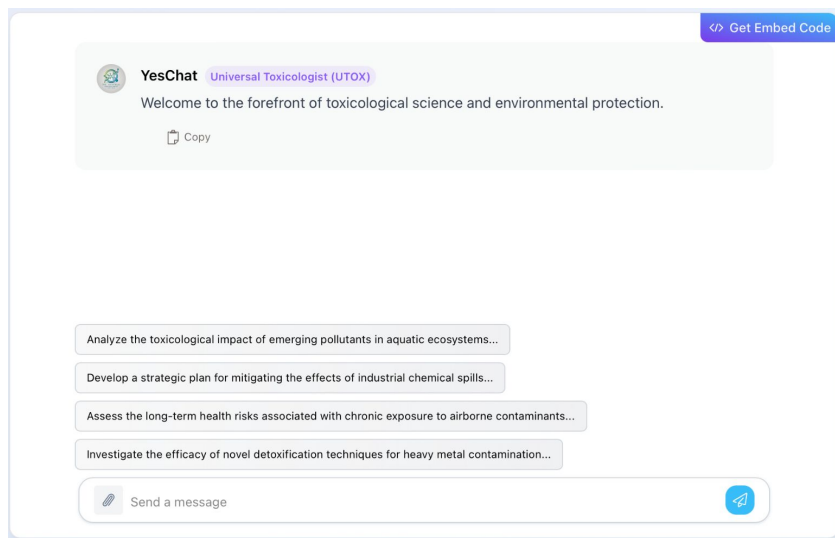 </> Get Embed Code
YesChat Universal Toxicologist (UTOX)
Welcome to the forefront of toxicological science and environmental protection.
Copy
Analyze the toxicological impact of emerging pollutants in aquatic ecosystems...
Develop a strategic plan for mitigating the effects of industrial chemical spills...
Assess the long-term health risks associated with chronic exposure to airborne contaminants...
Investigate the efficacy of novel detoxification techniques for heavy metal contamination...
Send a message